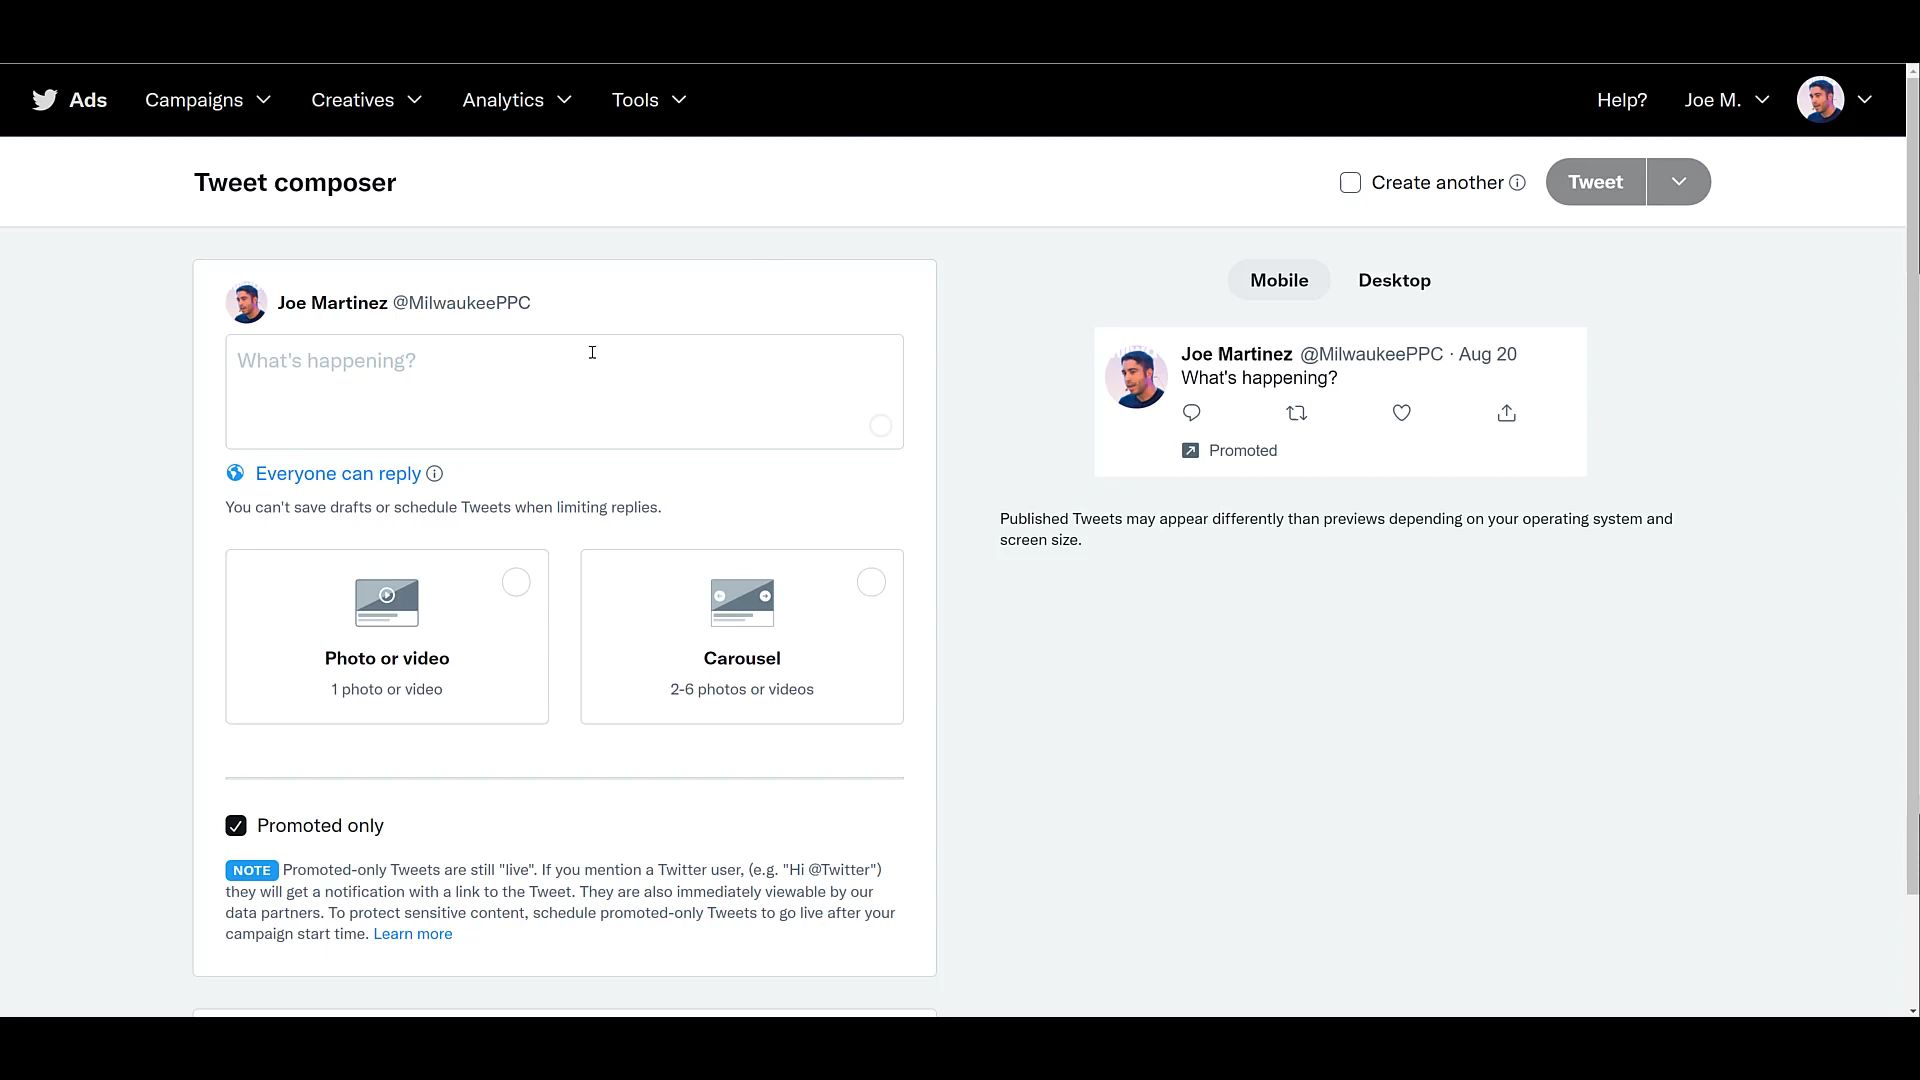 Ads Campaigns Creatives Analytics Tools Help? Joe M.
Tweet composer
Create another Tweet
Joe Martinez @MilwaukeePPC
What's happening?
Everyone can reply
You can't save drafts or schedule Tweets when limiting replies.
Photo or video
1 photo or video
Carousel
2-6 photos or videos
Promoted only
NOTE Promoted-only Tweets are still "live". If you mention a Twitter user, (e.g. "Hi @Twitter")
they will get a notification with a link to the Tweet. They are also immediately viewable by our
data partners. To protect sensitive content, schedule promoted-only Tweets to go live after your
campaign start time. Learn more
Mobile Desktop
Joe Martinez @MilwaukeePPC · Aug 20
What's happening?
Promoted
Published Tweets may appear differently than previews depending on your operating system and
screen size.